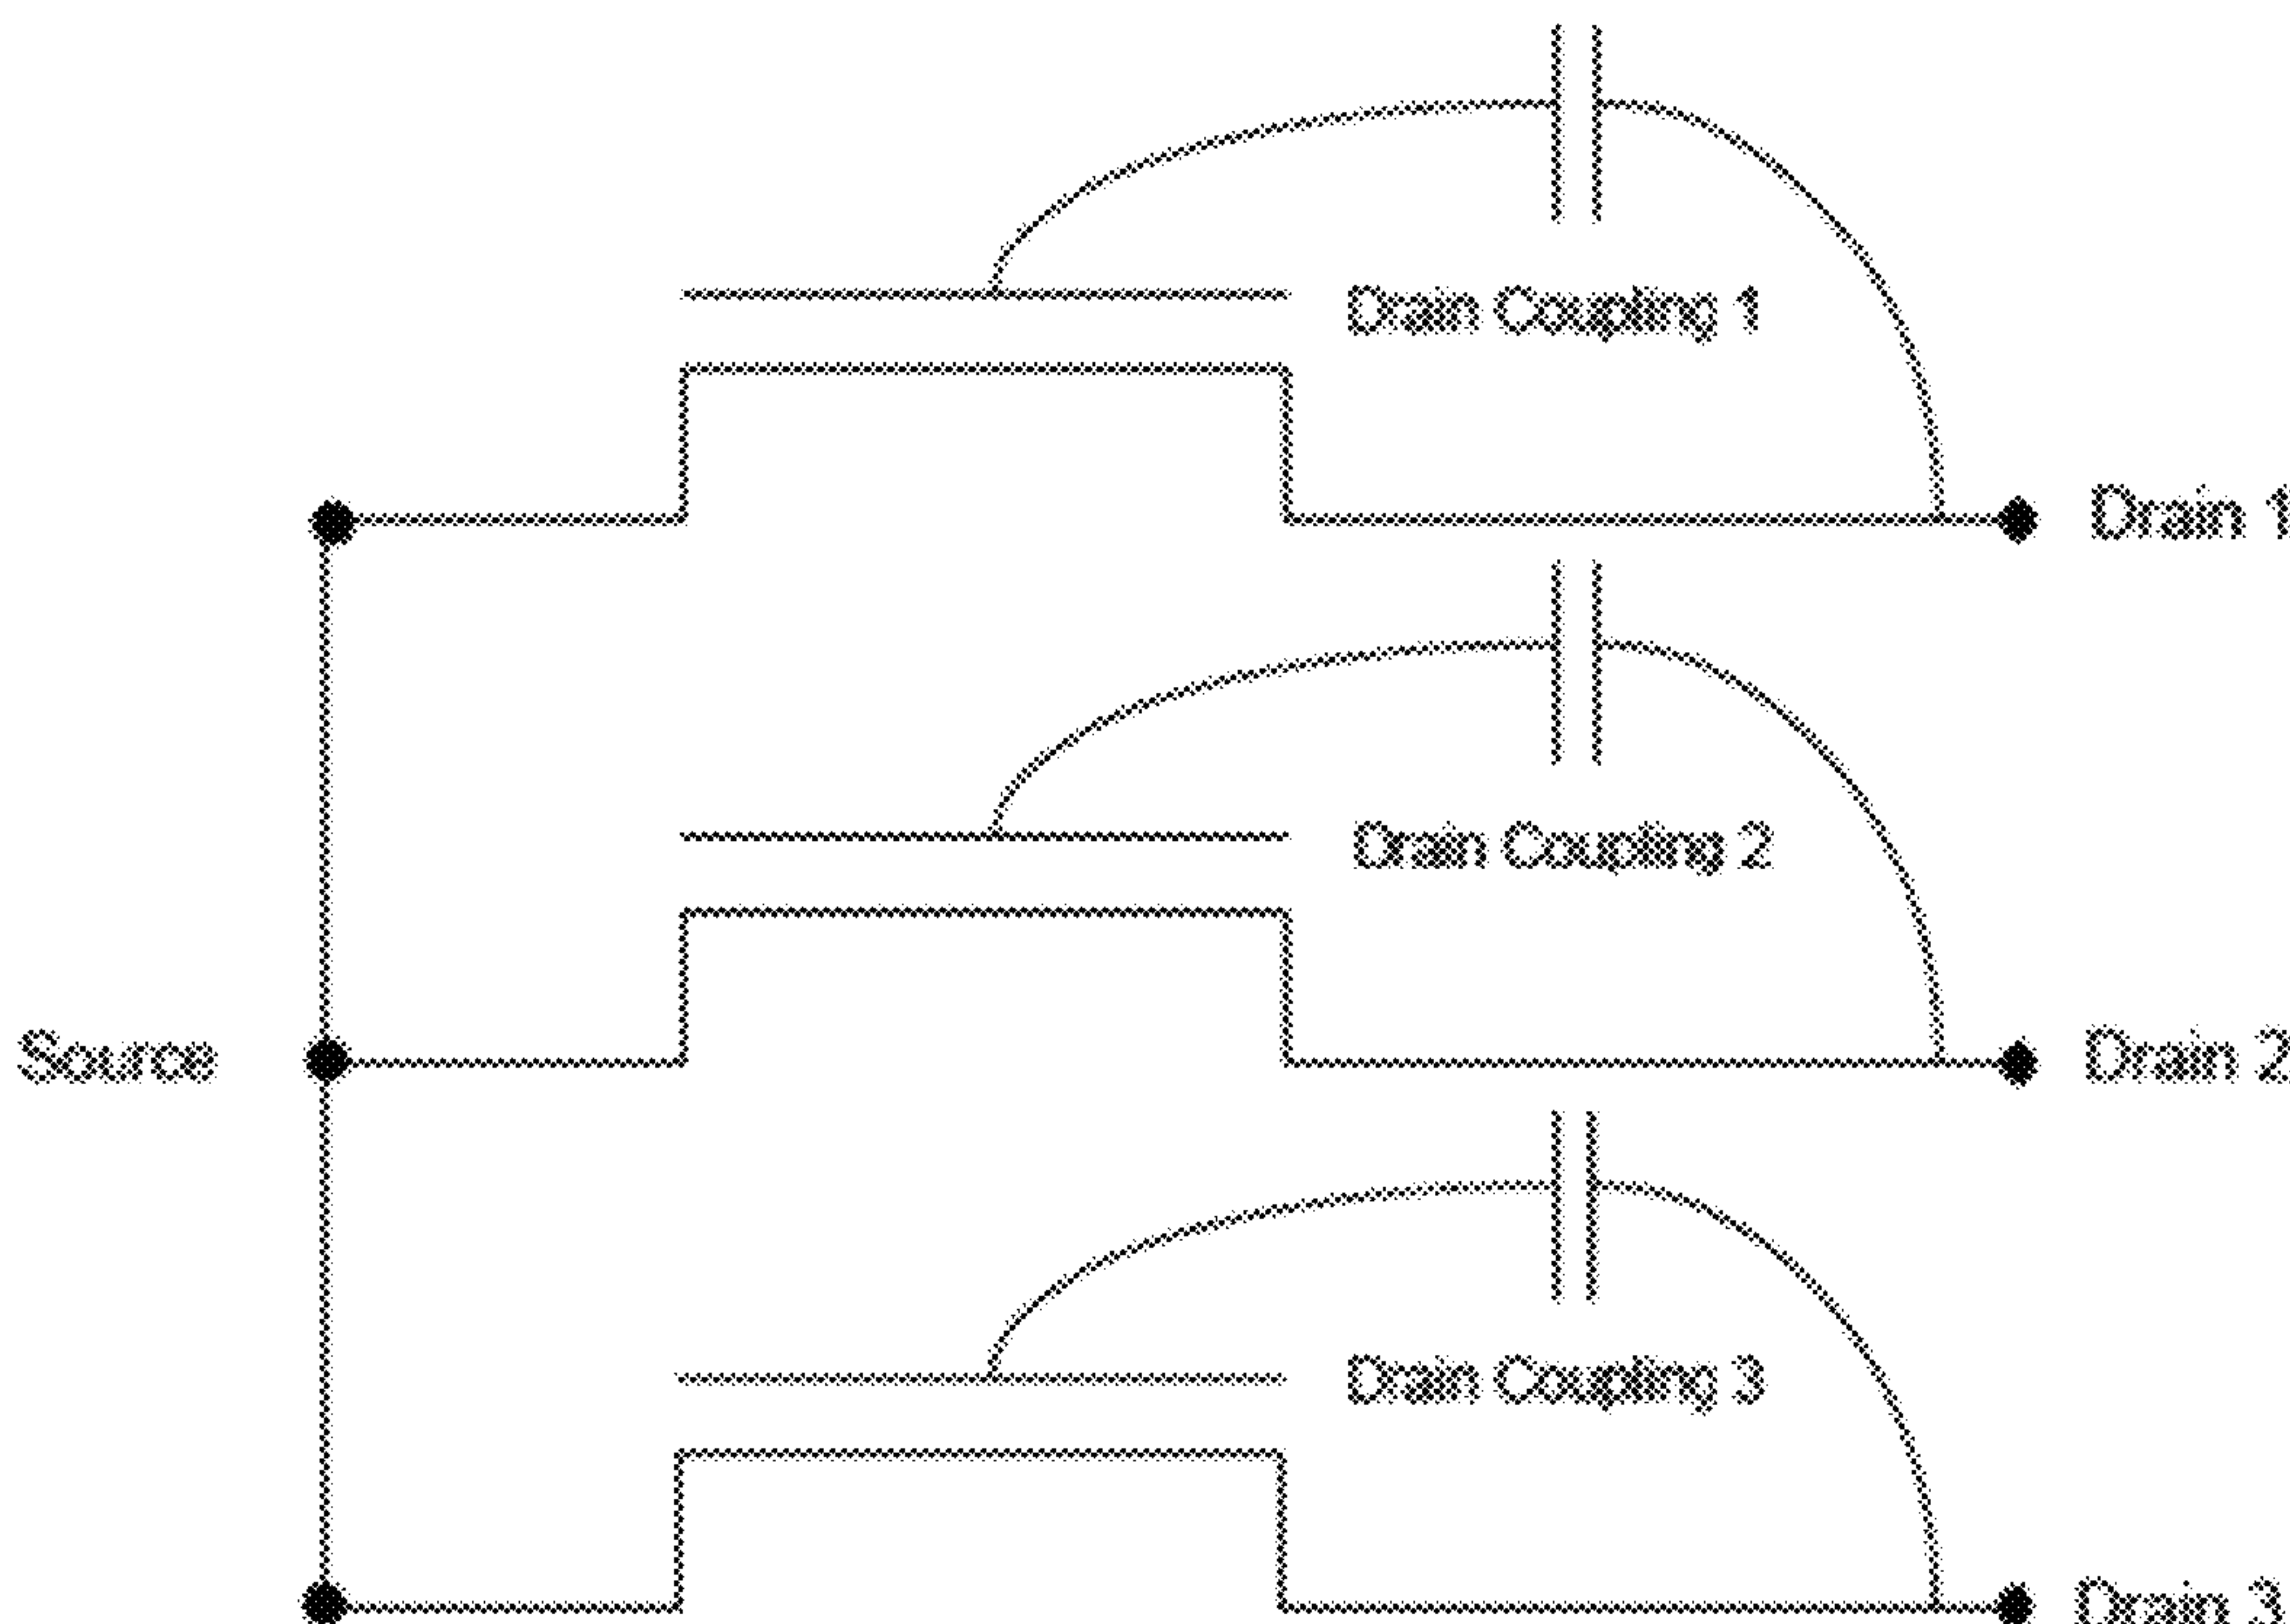 Drain Coupling 1
Drain 1
Drain Coupling 2
Source
Drain 2
Drain Coupling 3
Drain 3